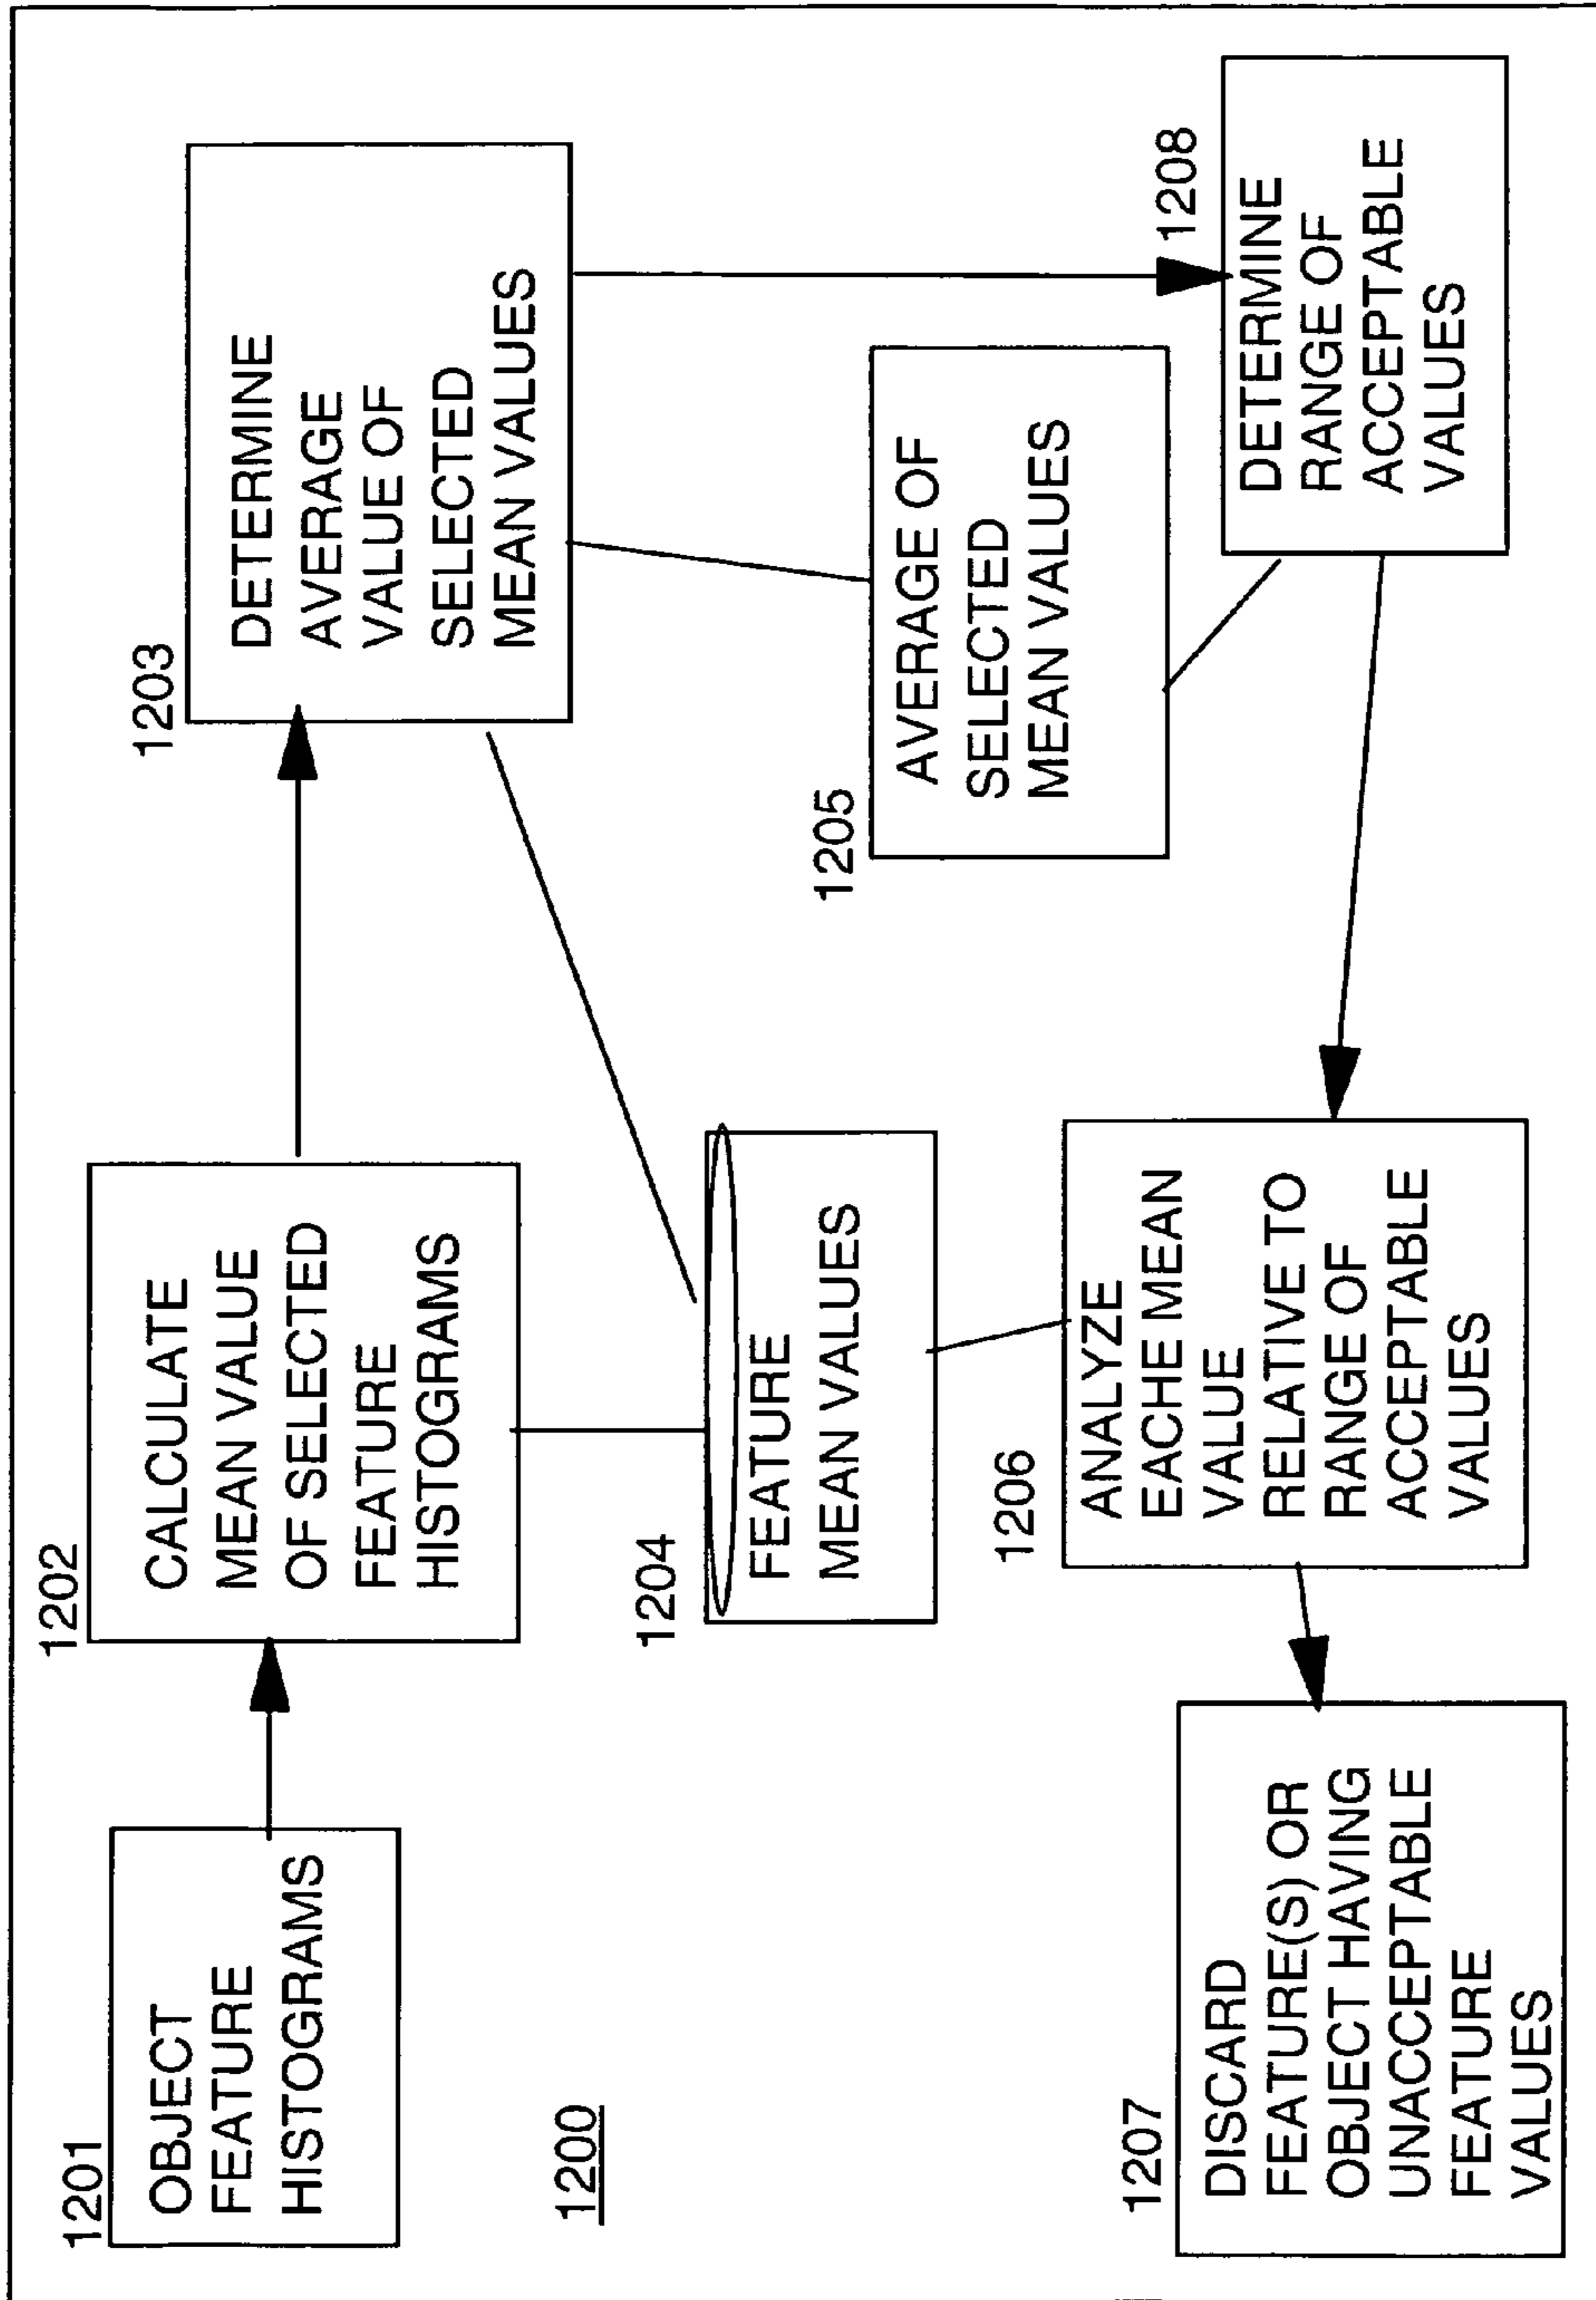 1201
OBJECT
FEATURE
HISTOGRAMS
1202
CALCULATE
MEAN VALUE
OF SELECTED
FEATURE
HISTOGRAMS
1203
DETERMINE
AVERAGE
VALUE OF
SELECTED
MEAN VALUES
1204
FEATURE
MEAN VALUES
1205
AVERAGE OF
SELECTED
MEAN VALUES
1200
1207
DISCARD
FEATURE(S) OR
OBJECT HAVING
UNACCEPTABLE
FEATURE
VALUES
1206
ANALYZE
EACHE MEAN
VALUE
RELATIVE TO
RANGE OF
ACCEPTABLE
VALUES
1208
DETERMINE
RANGE OF
ACCEPTABLE
VALUES